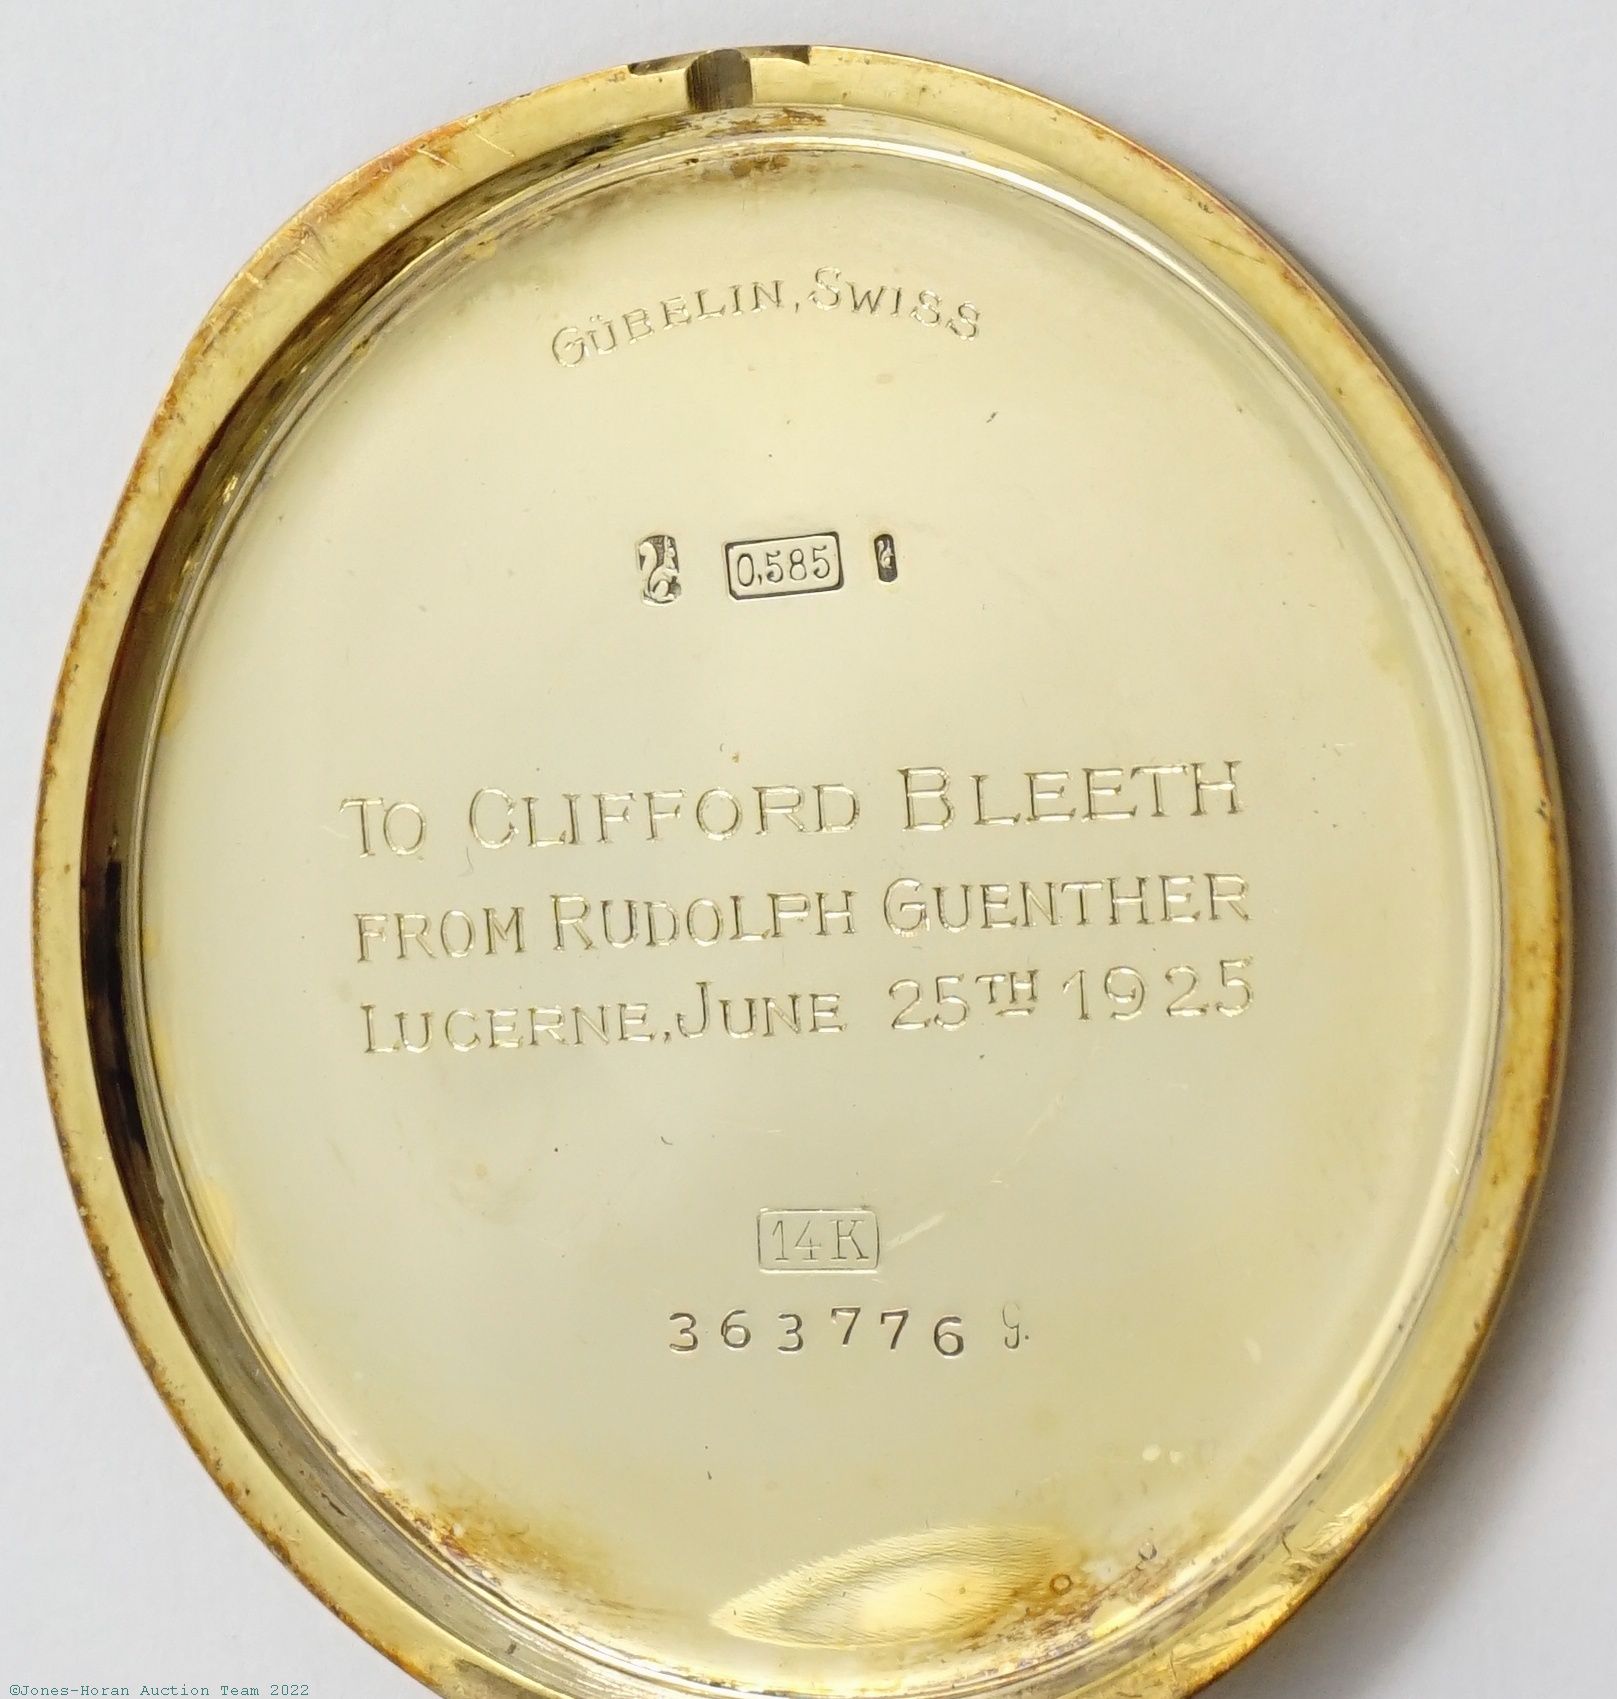 GÜBELIN, SWISS
0,585
TO CLIFFORD BLEETH
FROM RUDOLPH GUENTHER
LUCERNE, JUNE 25TH 1925
14K
363776 G.
©Jones-Horan Auction Team 2022